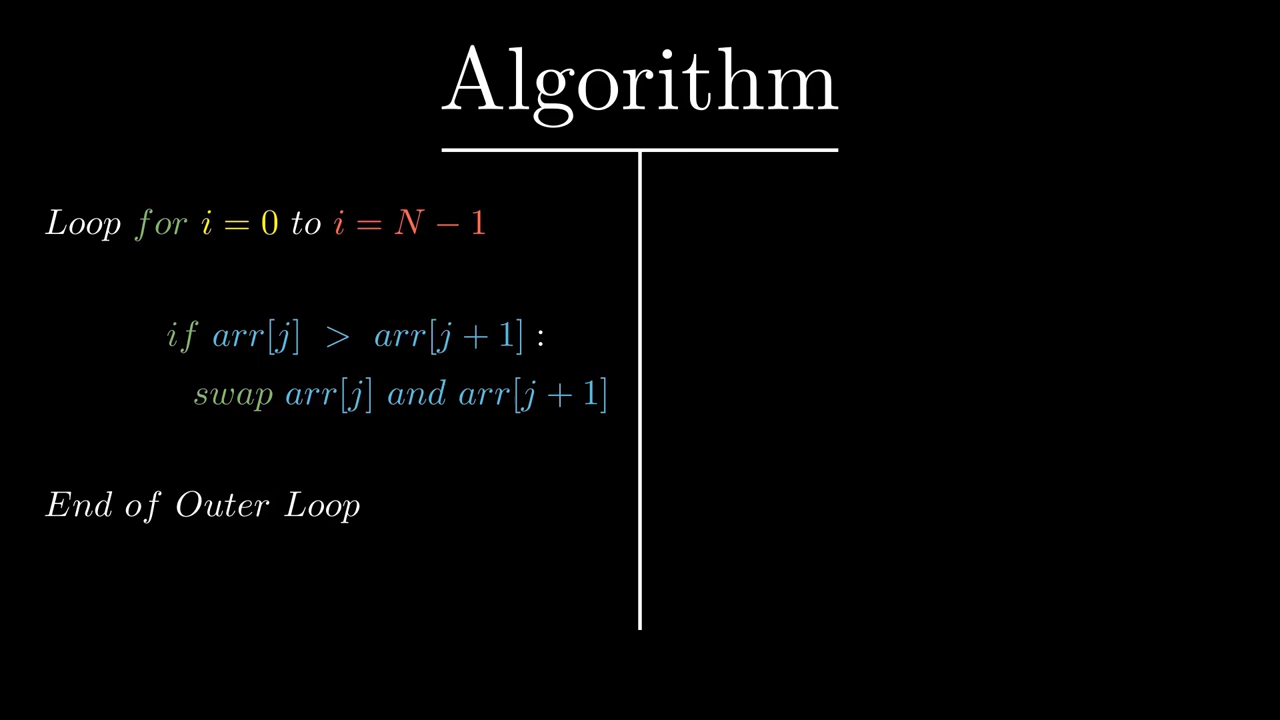 Algorithm
Loop for i = 0 to i = N − 1
if arr[j] > arr[j + 1] :
swap arr[j] and arr[j + 1]
End of Outer Loop